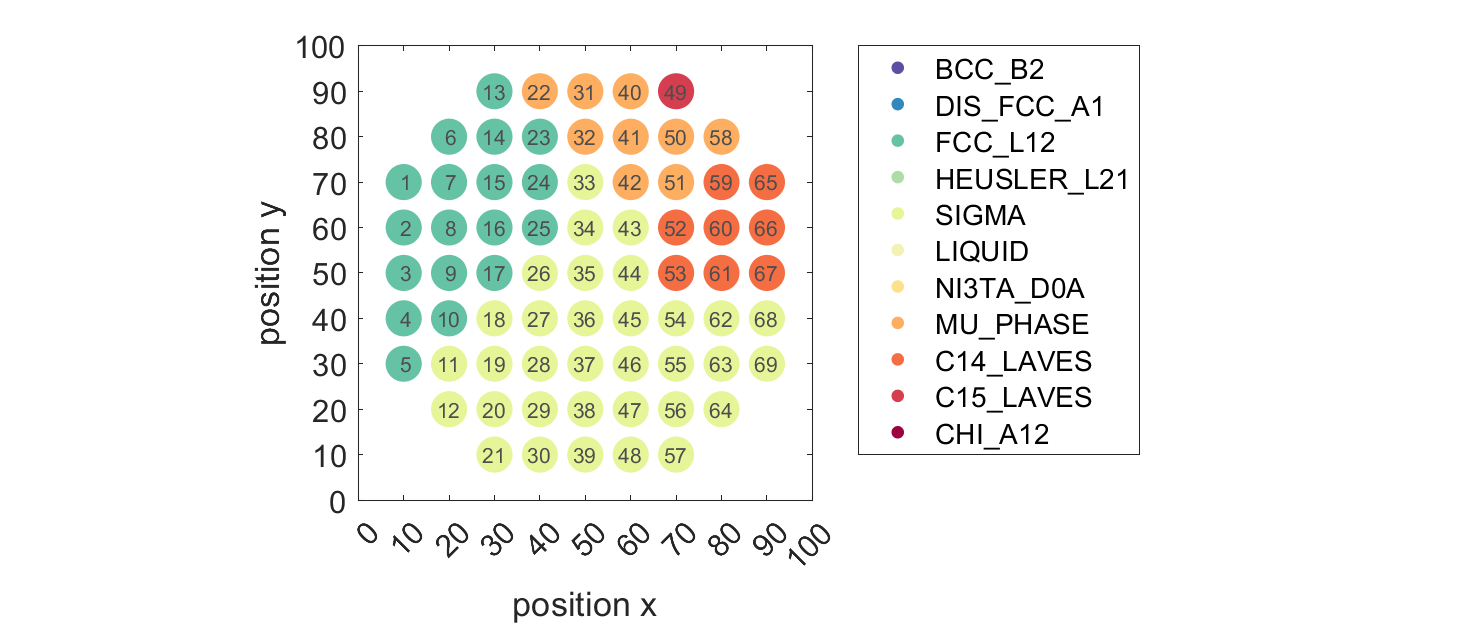 100
90
80
70
60
50
40
30
20
10
0
position y
13 22 31 40 49
6 14 23 32 41 50 58
1 7 15 24 33 42 51 59 65
2 8 16 25 34 43 52 60 66
3 9 17 26 35 44 53 61 67
4 10 18 27 36 45 54 62 68
5 11 19 28 37 46 55 63 69
12 20 29 38 47 56 64
21 30 39 48 57
0 10 20 30 40 50 60 70 80 90 100
position x
BCC_B2
DIS_FCC_A1
FCC_L12
HEUSLER_L21
SIGMA
LIQUID
NI3TA_D0A
MU_PHASE
C14_LAVES
C15_LAVES
CHI_A12